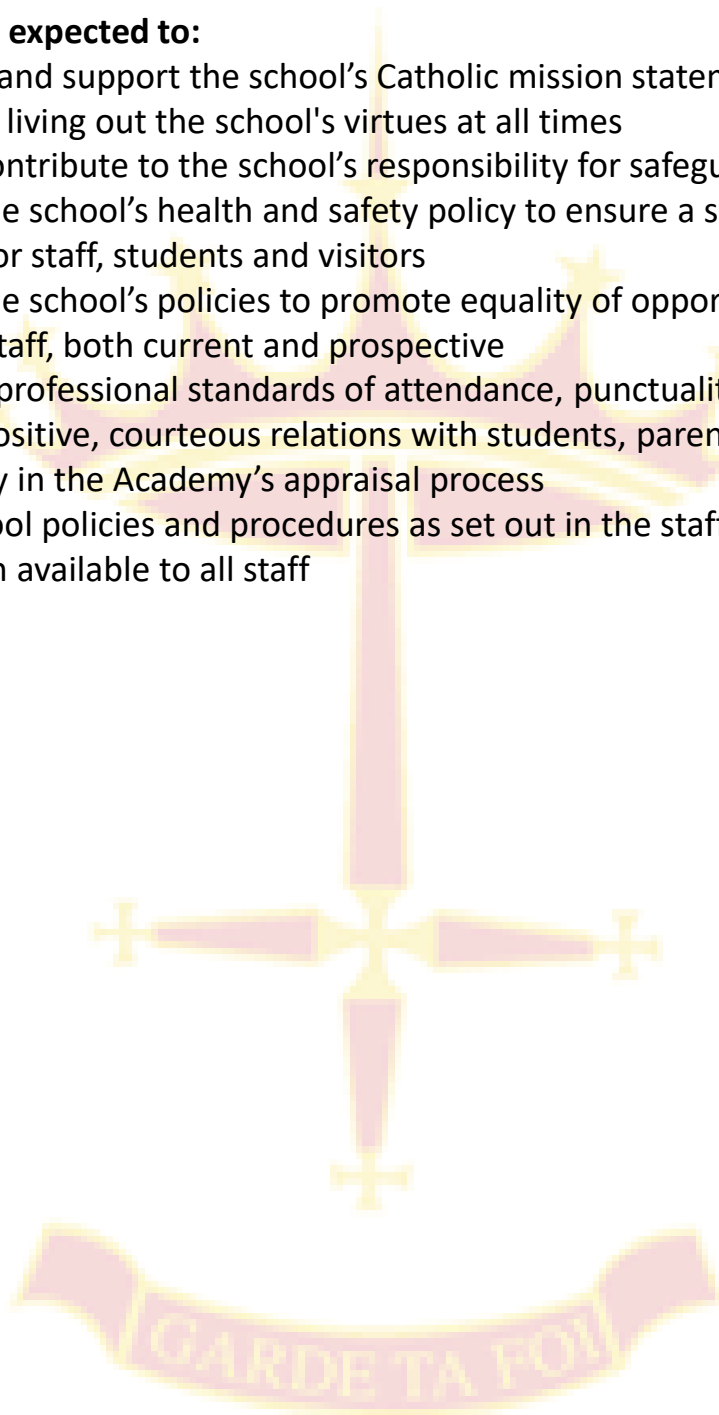 expected to:
and support the school’s Catholic mission staten
living out the school's virtues at all times
ontribute to the school’s responsibility for safegu
e school’s health and safety policy to ensure a s
or staff, students and visitors
e school’s policies to promote equality of oppor
taff, both current and prospective
professional standards of attendance, punctualit
ositive, courteous relations with students, paren
y in the Academy’s appraisal process
ool policies and procedures as set out in the staf
n available to all staff
GARDE TA FOI